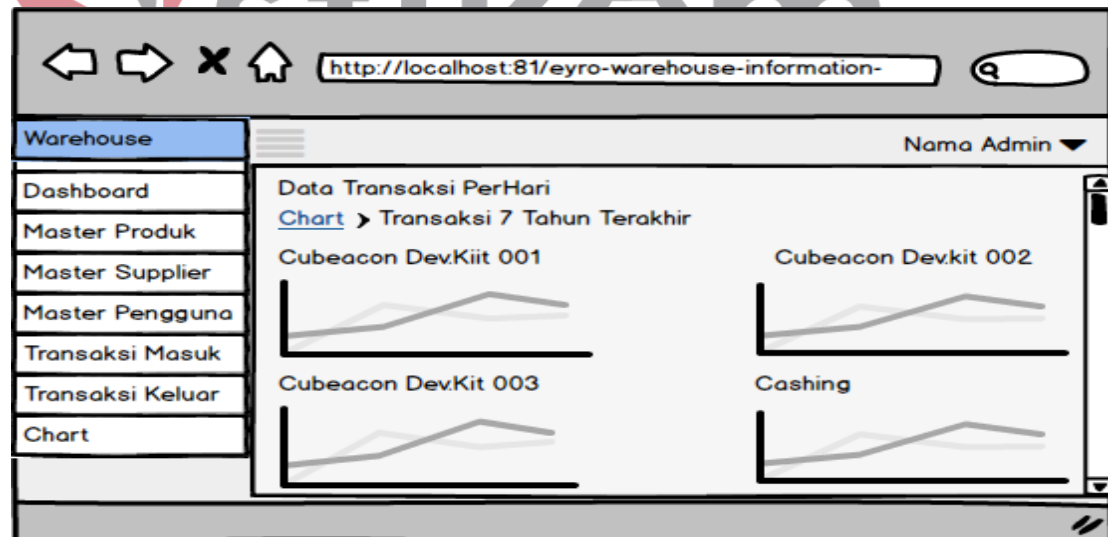 http://localhost:81/eyro-warehouse-information-
Warehouse
Nama Admin
Dashboard
Master Produk
Master Supplier
Master Pengguna
Transaksi Masuk
Transaksi Keluar
Chart
Data Transaksi PerHari
Chart > Transaksi 7 Tahun Terakhir
Cubeacon Dev.Kiit 001
Cubeacon Dev.kit 002
Cubeacon Dev.Kit 003
Cashing